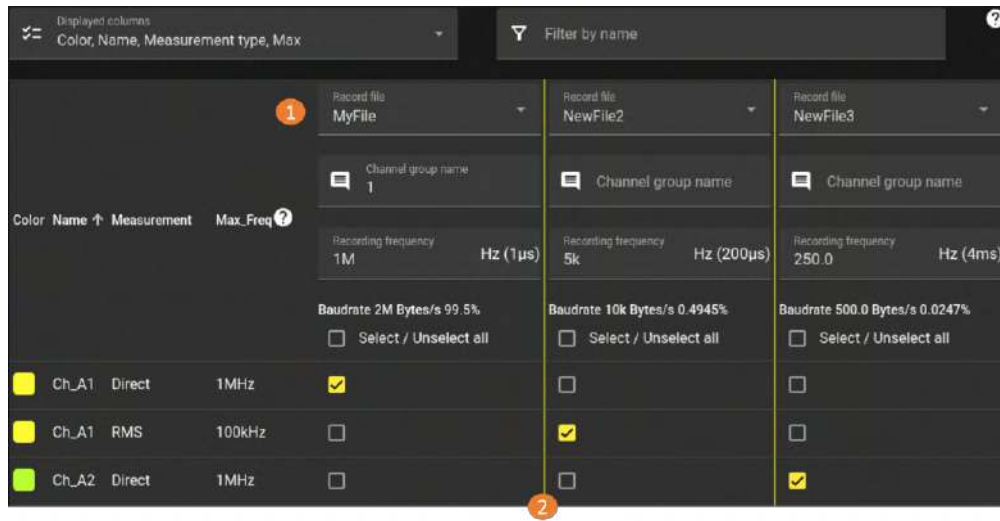 Displayed columns
Color, Name, Measurement type, Max
Filter by name
?
1
Record file
MyFile
Record file
NewFile2
Record file
NewFile3
Channel group name
1
Channel group name
Channel group name
Color Name ↑ Measurement Max_Freq ?
Recording frequency
1M Hz (1µs)
Recording frequency
5k Hz (200µs)
Recording frequency
250.0 Hz (4ms)
Baudrate 2M Bytes/s 99.5%
Baudrate 10k Bytes/s 0.4945%
Baudrate 500.0 Bytes/s 0.0247%
Select / Unselect all
Select / Unselect all
Select / Unselect all
Ch_A1 Direct 1MHz
Ch_A1 RMS 100kHz
Ch_A2 Direct 1MHz
2